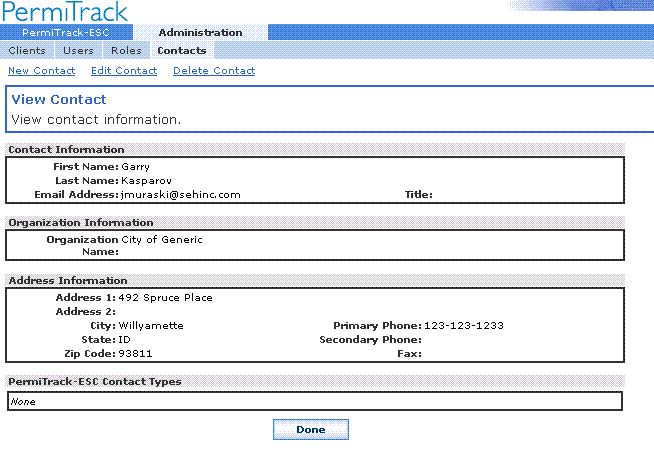 PermiTrack
PermiTrack-ESC Administration
Clients Users Roles Contacts
New Contact Edit Contact Delete Contact
View Contact
View contact information.
Contact Information
First Name: Garry
Last Name: Kasparov
Email Address: jmuraski@sehinc.com Title:
Organization Information
Organization City of Generic
Name:
Address Information
Address 1: 492 Spruce Place
Address 2:
City: Willyamette Primary Phone: 123-123-1233
State: ID Secondary Phone:
Zip Code: 93811 Fax:
PermiTrack-ESC Contact Types
None
Done